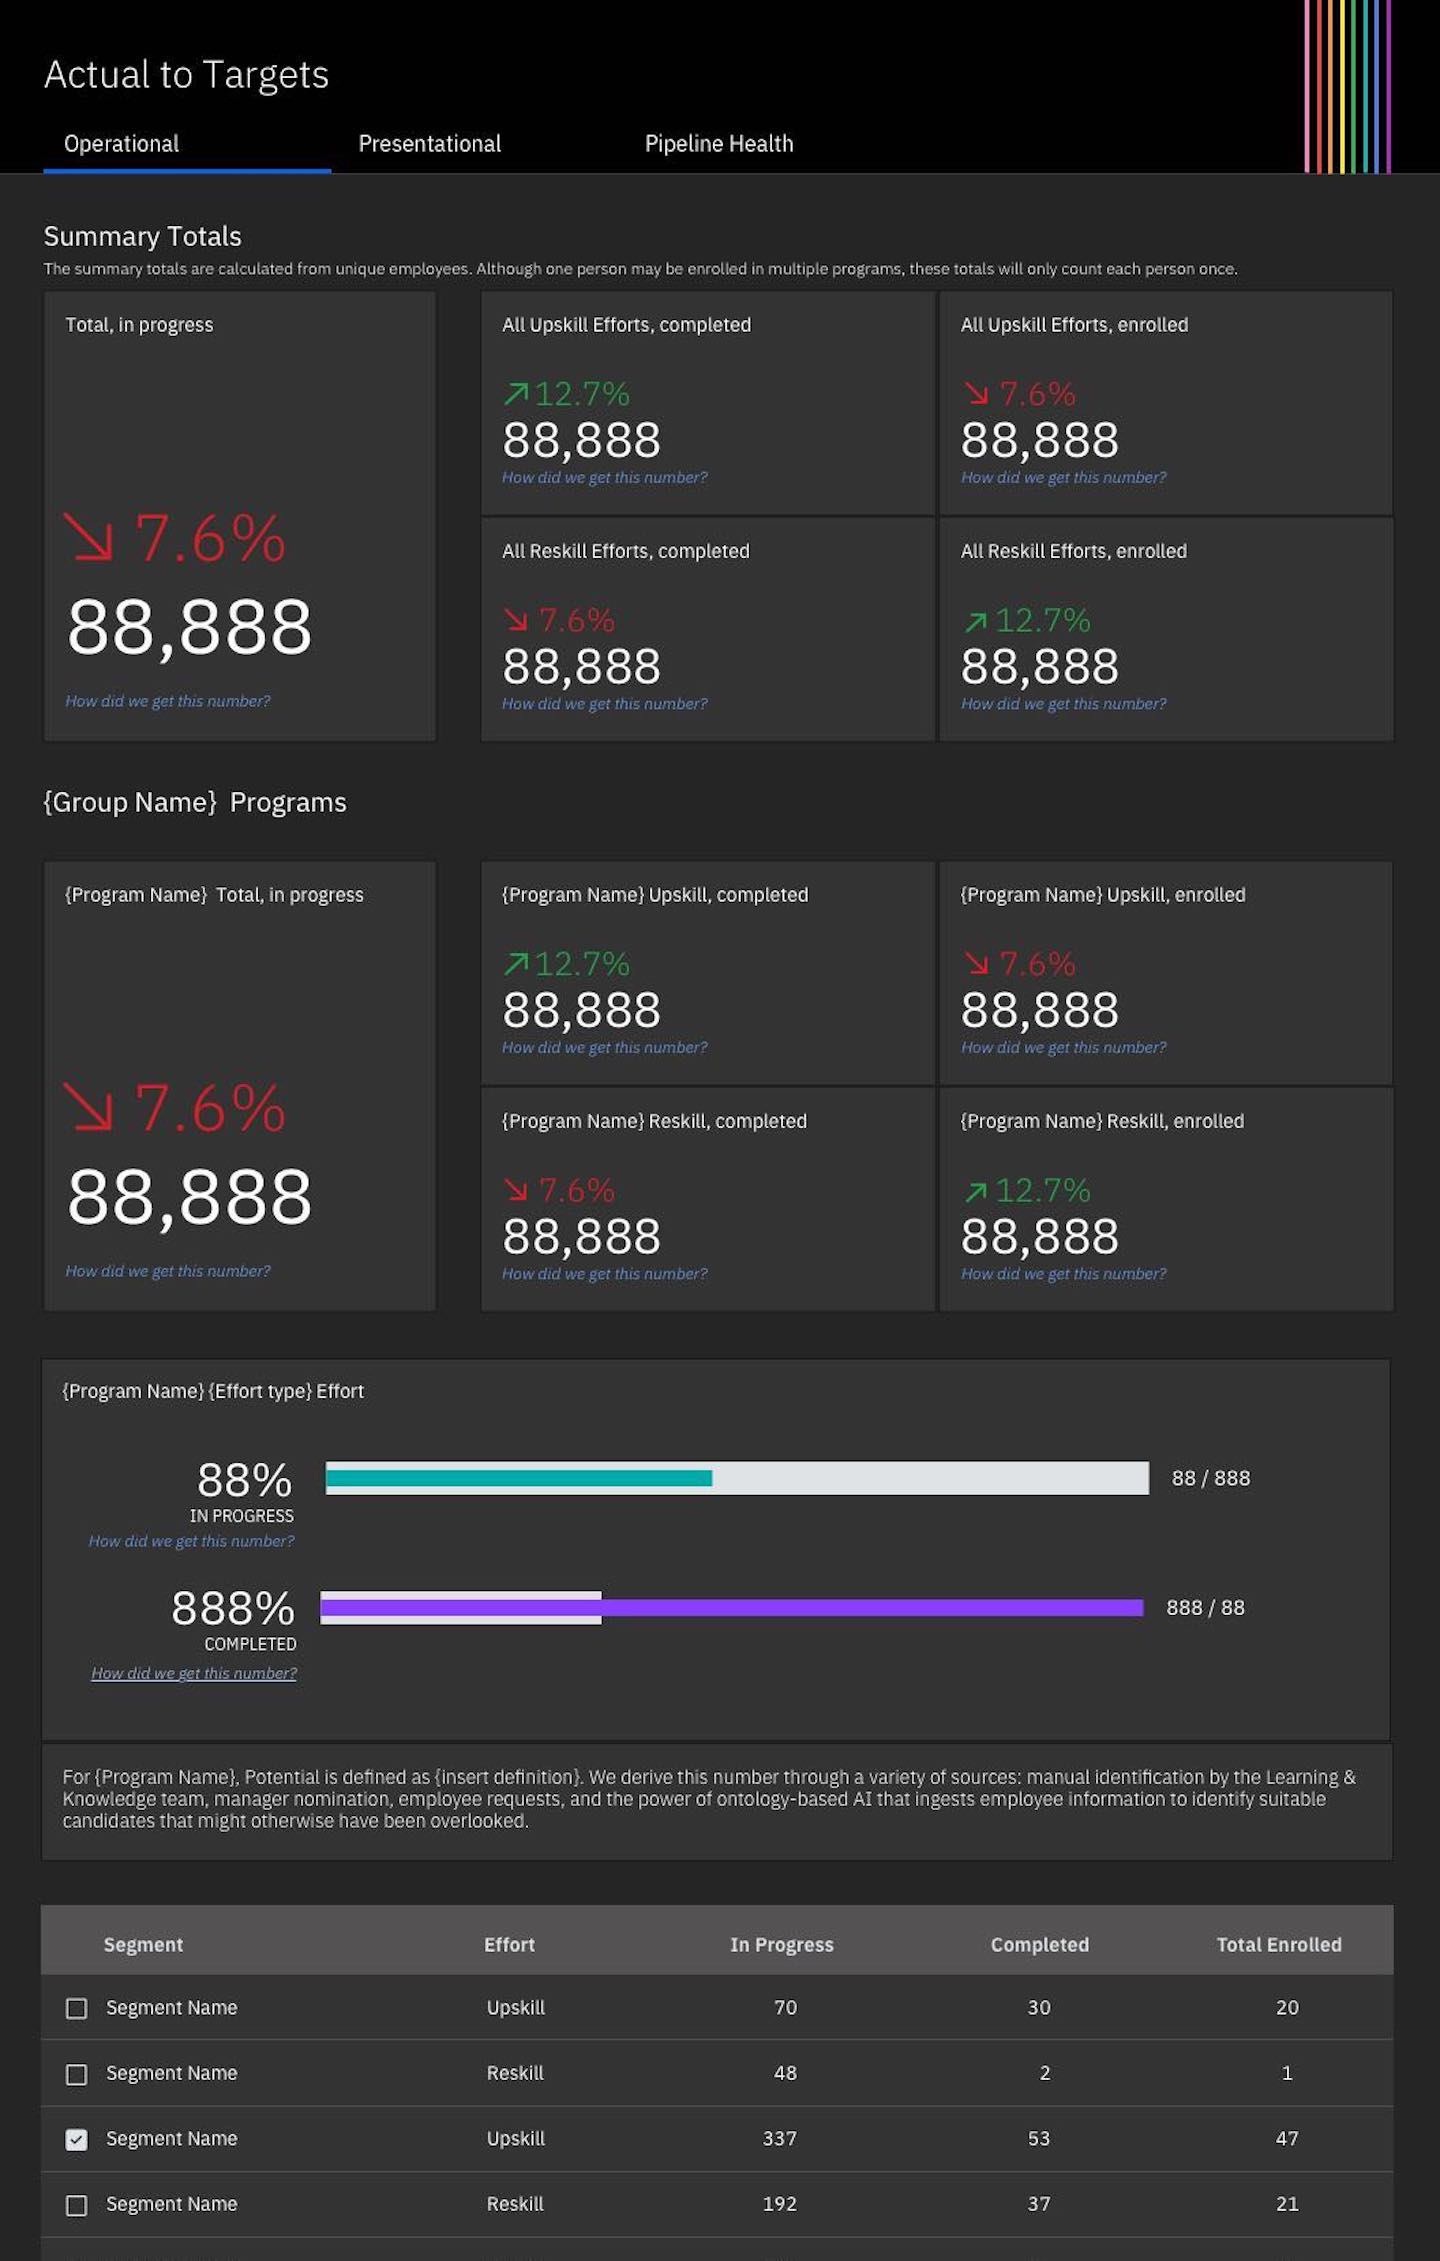 Actual to Targets
Operational Presentational Pipeline Health
Summary Totals
The summary totals are calculated from unique employees. Although one person may be enrolled in multiple programs, these totals will only count each person once.
Total, in progress
7.6%
88,888
How did we get this number?
All Upskill Efforts, completed
12.7%
88,888
How did we get this number?
All Upskill Efforts, enrolled
7.6%
88,888
How did we get this number?
All Reskill Efforts, completed
7.6%
88,888
How did we get this number?
All Reskill Efforts, enrolled
12.7%
88,888
How did we get this number?
{Group Name} Programs
{Program Name} Total, in progress
7.6%
88,888
How did we get this number?
{Program Name} Upskill, completed
12.7%
88,888
How did we get this number?
{Program Name} Upskill, enrolled
7.6%
88,888
How did we get this number?
{Program Name} Reskill, completed
7.6%
88,888
How did we get this number?
{Program Name} Reskill, enrolled
12.7%
88,888
How did we get this number?
{Program Name} {Effort type} Effort
88% 88 / 888
IN PROGRESS
How did we get this number?
888% 888 / 88
COMPLETED
How did we get this number?
For {Program Name}, Potential is defined as {insert definition}. We derive this number through a variety of sources: manual identification by the Learning &
Knowledge team, manager nomination, employee requests, and the power of ontology-based AI that ingests employee information to identify suitable
candidates that might otherwise have been overlooked.
Segment Effort In Progress Completed Total Enrolled
Segment Name Upskill 70 30 20
Segment Name Reskill 48 2 1
Segment Name Upskill 337 53 47
Segment Name Reskill 192 37 21